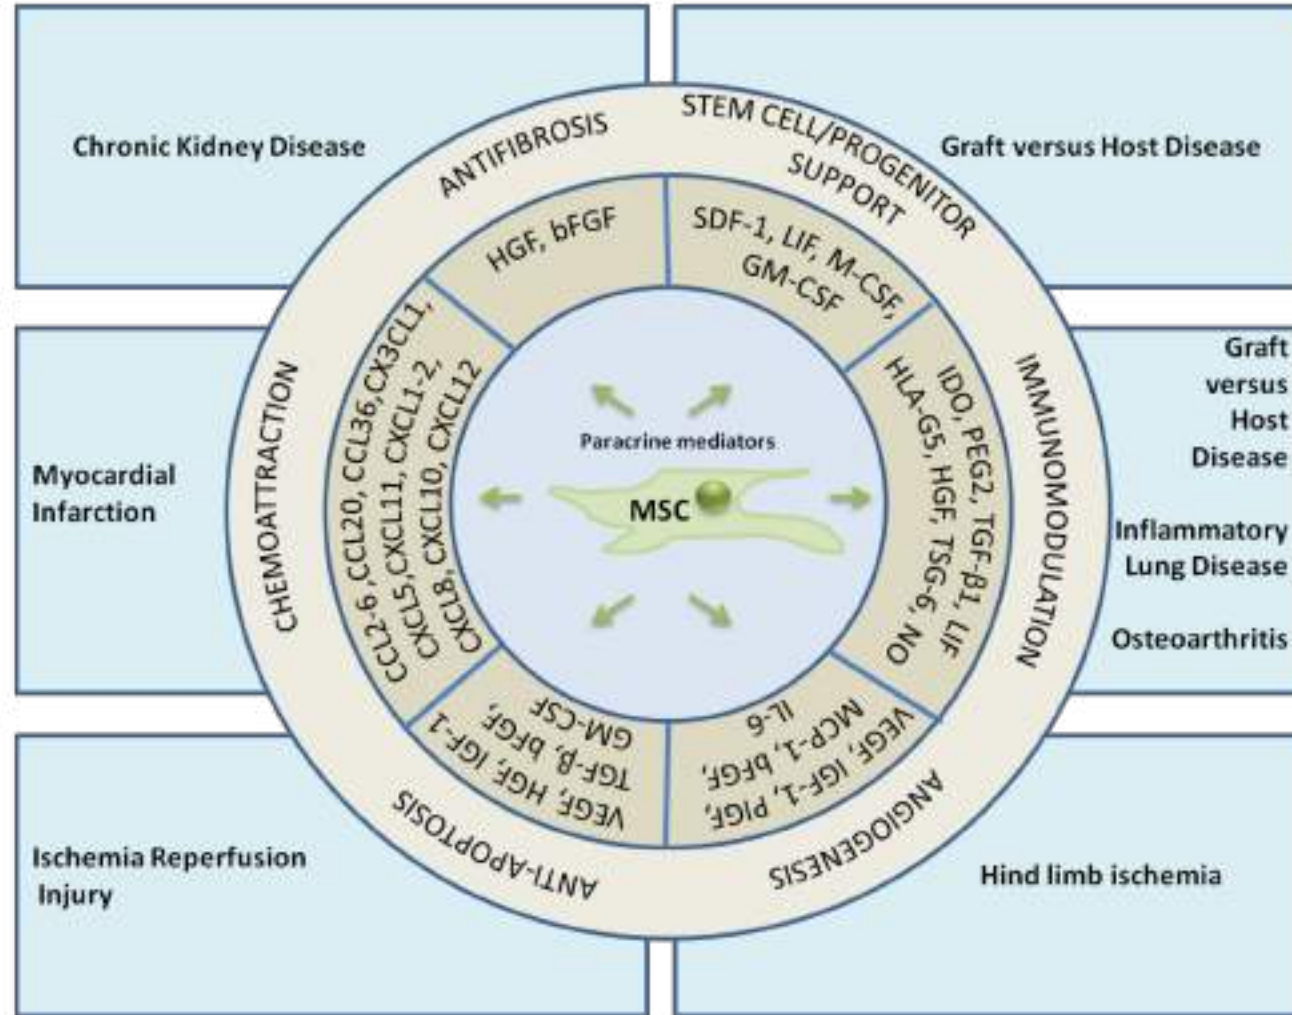 Chronic Kidney Disease
Graft versus Host Disease
ANTIFIBROSIS
STEM CELL/PROGENITOR
SUPPORT
HGF, bFGF
SDF-1, LIF, M-CSF,
GM-CSF
Myocardial
Infarction
CHEMOATTRACTION
CCL2-6 ,CCL20, CCL36,CX3CL1,
CXCL5,CXCL11, CXCL1-2,
CXCL8, CXCL10, CXCL12
Paracrine mediators
MSC
IDO, PEG2, TGF-β1, LIF
HLA-G5, HGF, TSG-6, NO
IMMUNOMODULATION
Graft
versus
Host
Disease
Inflammatory
Lung Disease
Osteoarthritis
Ischemia Reperfusion
Injury
ANTI-APOPTOSIS
VEGF, HGF, IGF-1
TGF-β, bFGF,
GM-CSF
VEGF, IGF-1, PIGF,
MCP-1, bFGF,
IL-6
ANGIOGENESIS
Hind limb ischemia